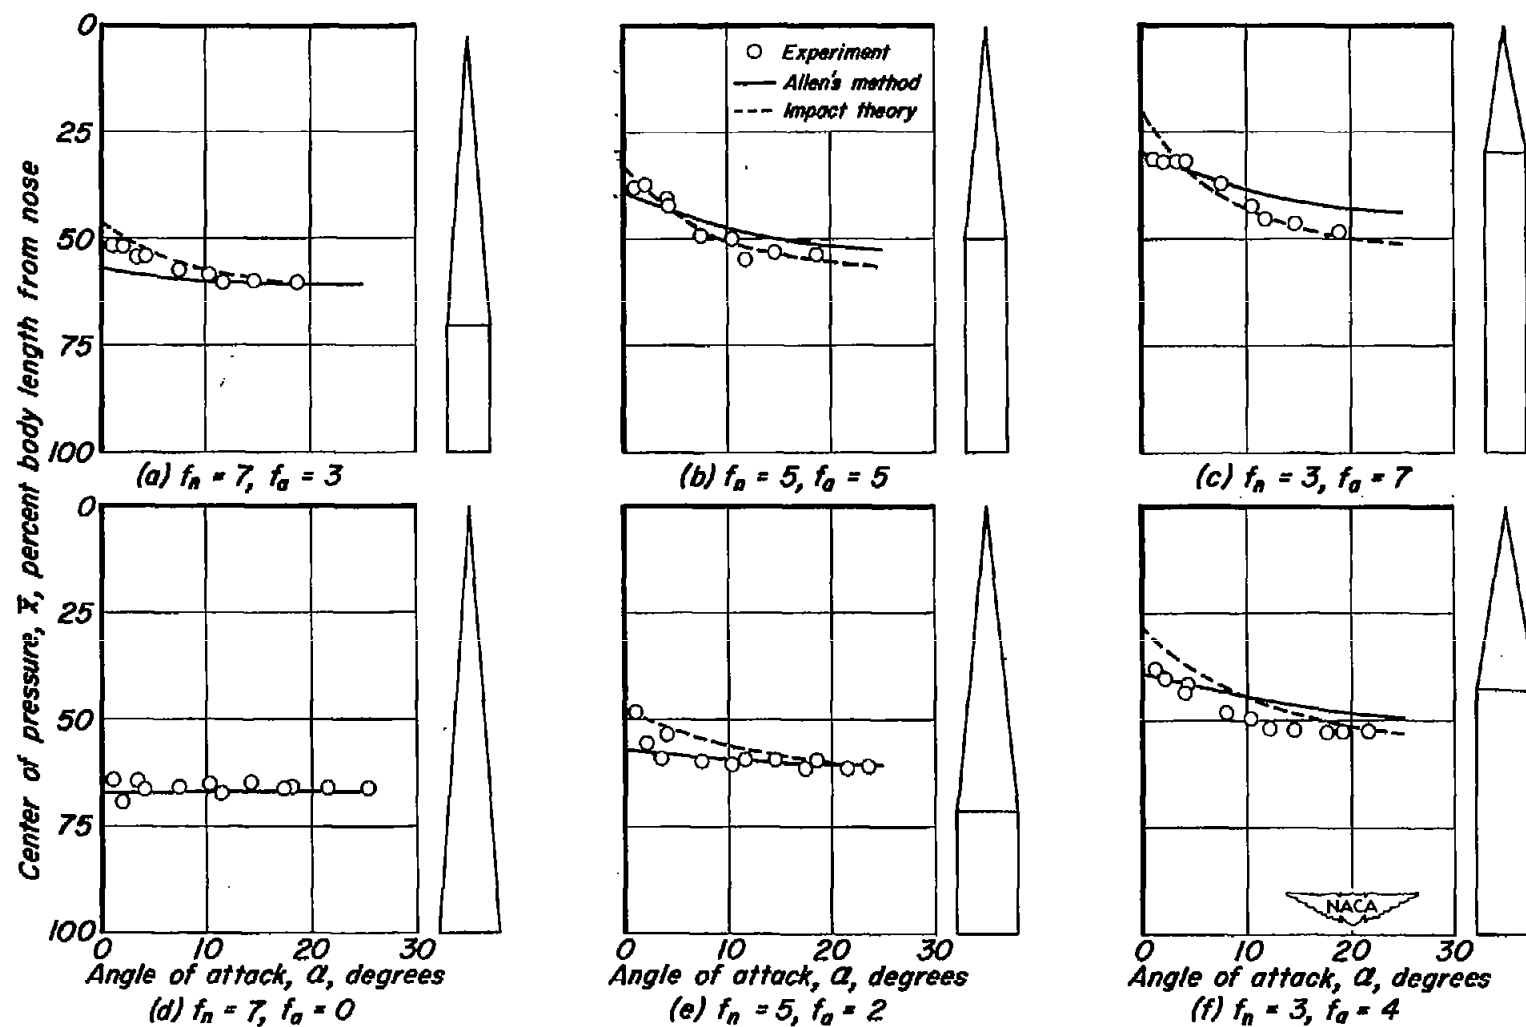 0
25
50
75
100
Experiment
Allen's method
Impact theory
(a) fn = 7, fa = 3
(b) fn = 5, fa = 5
(c) fn = 3, fa = 7
Center of pressure, x̅, percent body length from nose
0
25
50
75
100
NACA
0 10 20 30
0 10 20 30
0 10 20 30
Angle of attack, α, degrees
Angle of attack, α, degrees
Angle of attack, α, degrees
(d) fn = 7, fa = 0
(e) fn = 5, fa = 2
(f) fn = 3, fa = 4